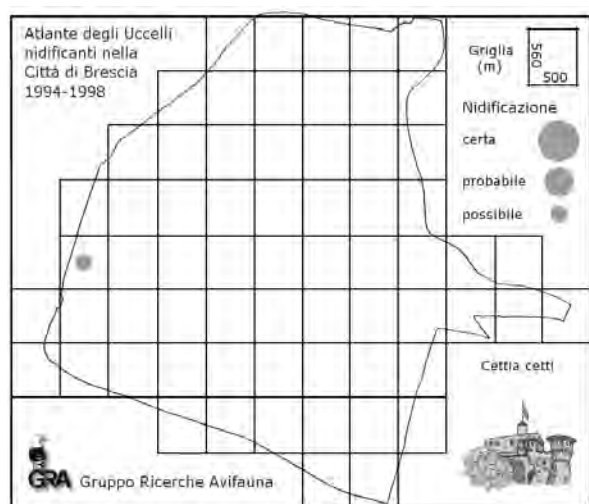 Atlante degli Uccelli
nidificanti nella
Città di Brescia
1994-1998
Griglia
(m)
560
500
Nidificazione
certa
probabile
possibile
Cettia cetti
GRA Gruppo Ricerche Avifauna